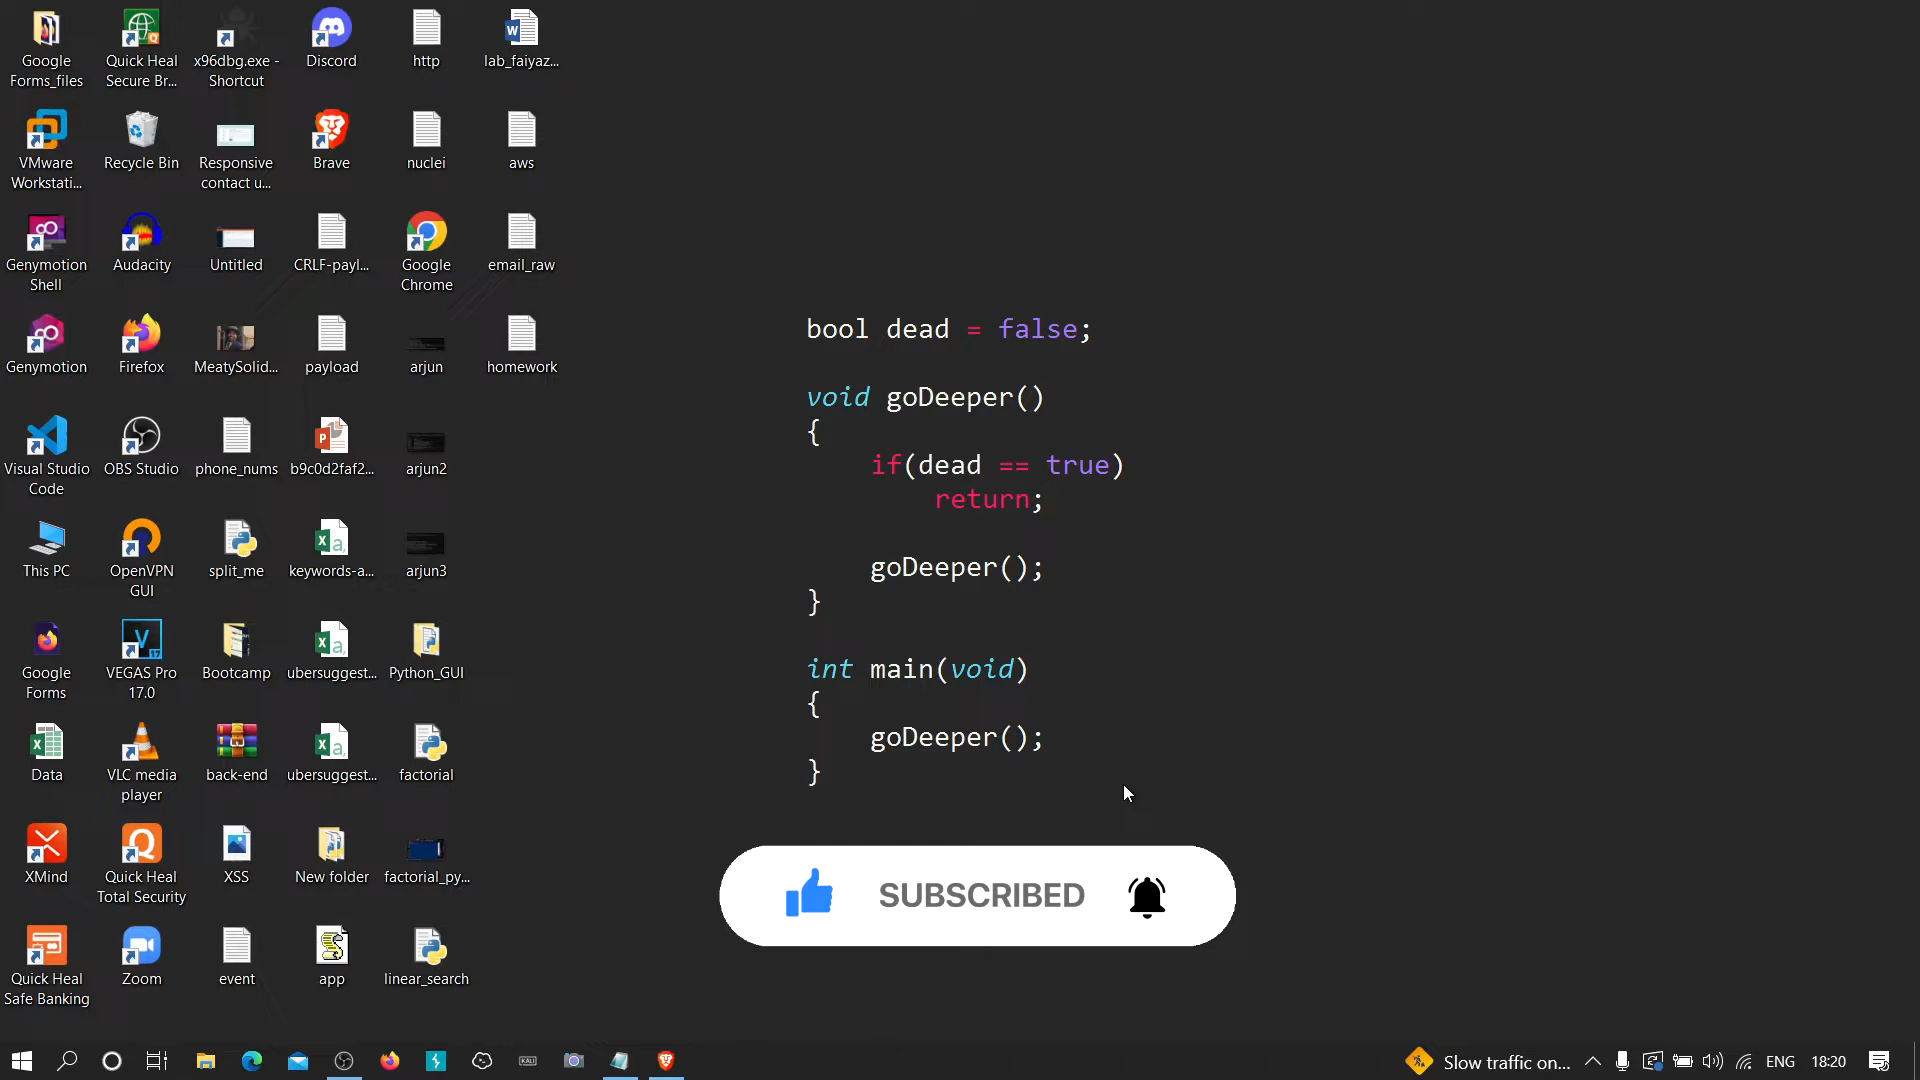 Google
Forms_files
Quick Heal
Secure Br...
x96dbg.exe -
Shortcut
Discord
http
lab_faiyaz...
VMware
Workstati...
Recycle Bin
Responsive
contact u...
Brave
nuclei
aws
Genymotion
Shell
Audacity
Untitled
CRLF-payl...
Google
Chrome
email_raw
Genymotion
Firefox
MeatySolid...
payload
arjun
homework
Visual Studio
Code
OBS Studio
phone_nums
b9c0d2faf2...
arjun2
This PC
OpenVPN
GUI
split_me
keywords-a...
arjun3
Google
Forms
VEGAS Pro
17.0
Bootcamp
ubersuggest...
Python_GUI
Data
VLC media
player
back-end
ubersuggest...
factorial
XMind
Quick Heal
Total Security
XSS
New folder
factorial_py...
Quick Heal
Safe Banking
Zoom
event
app
linear_search
bool dead = false;
void goDeeper()
{
if(dead == true)
return;
goDeeper();
}
int main(void)
{
goDeeper();
}
SUBSCRIBED
Slow traffic on...
ENG
18:20